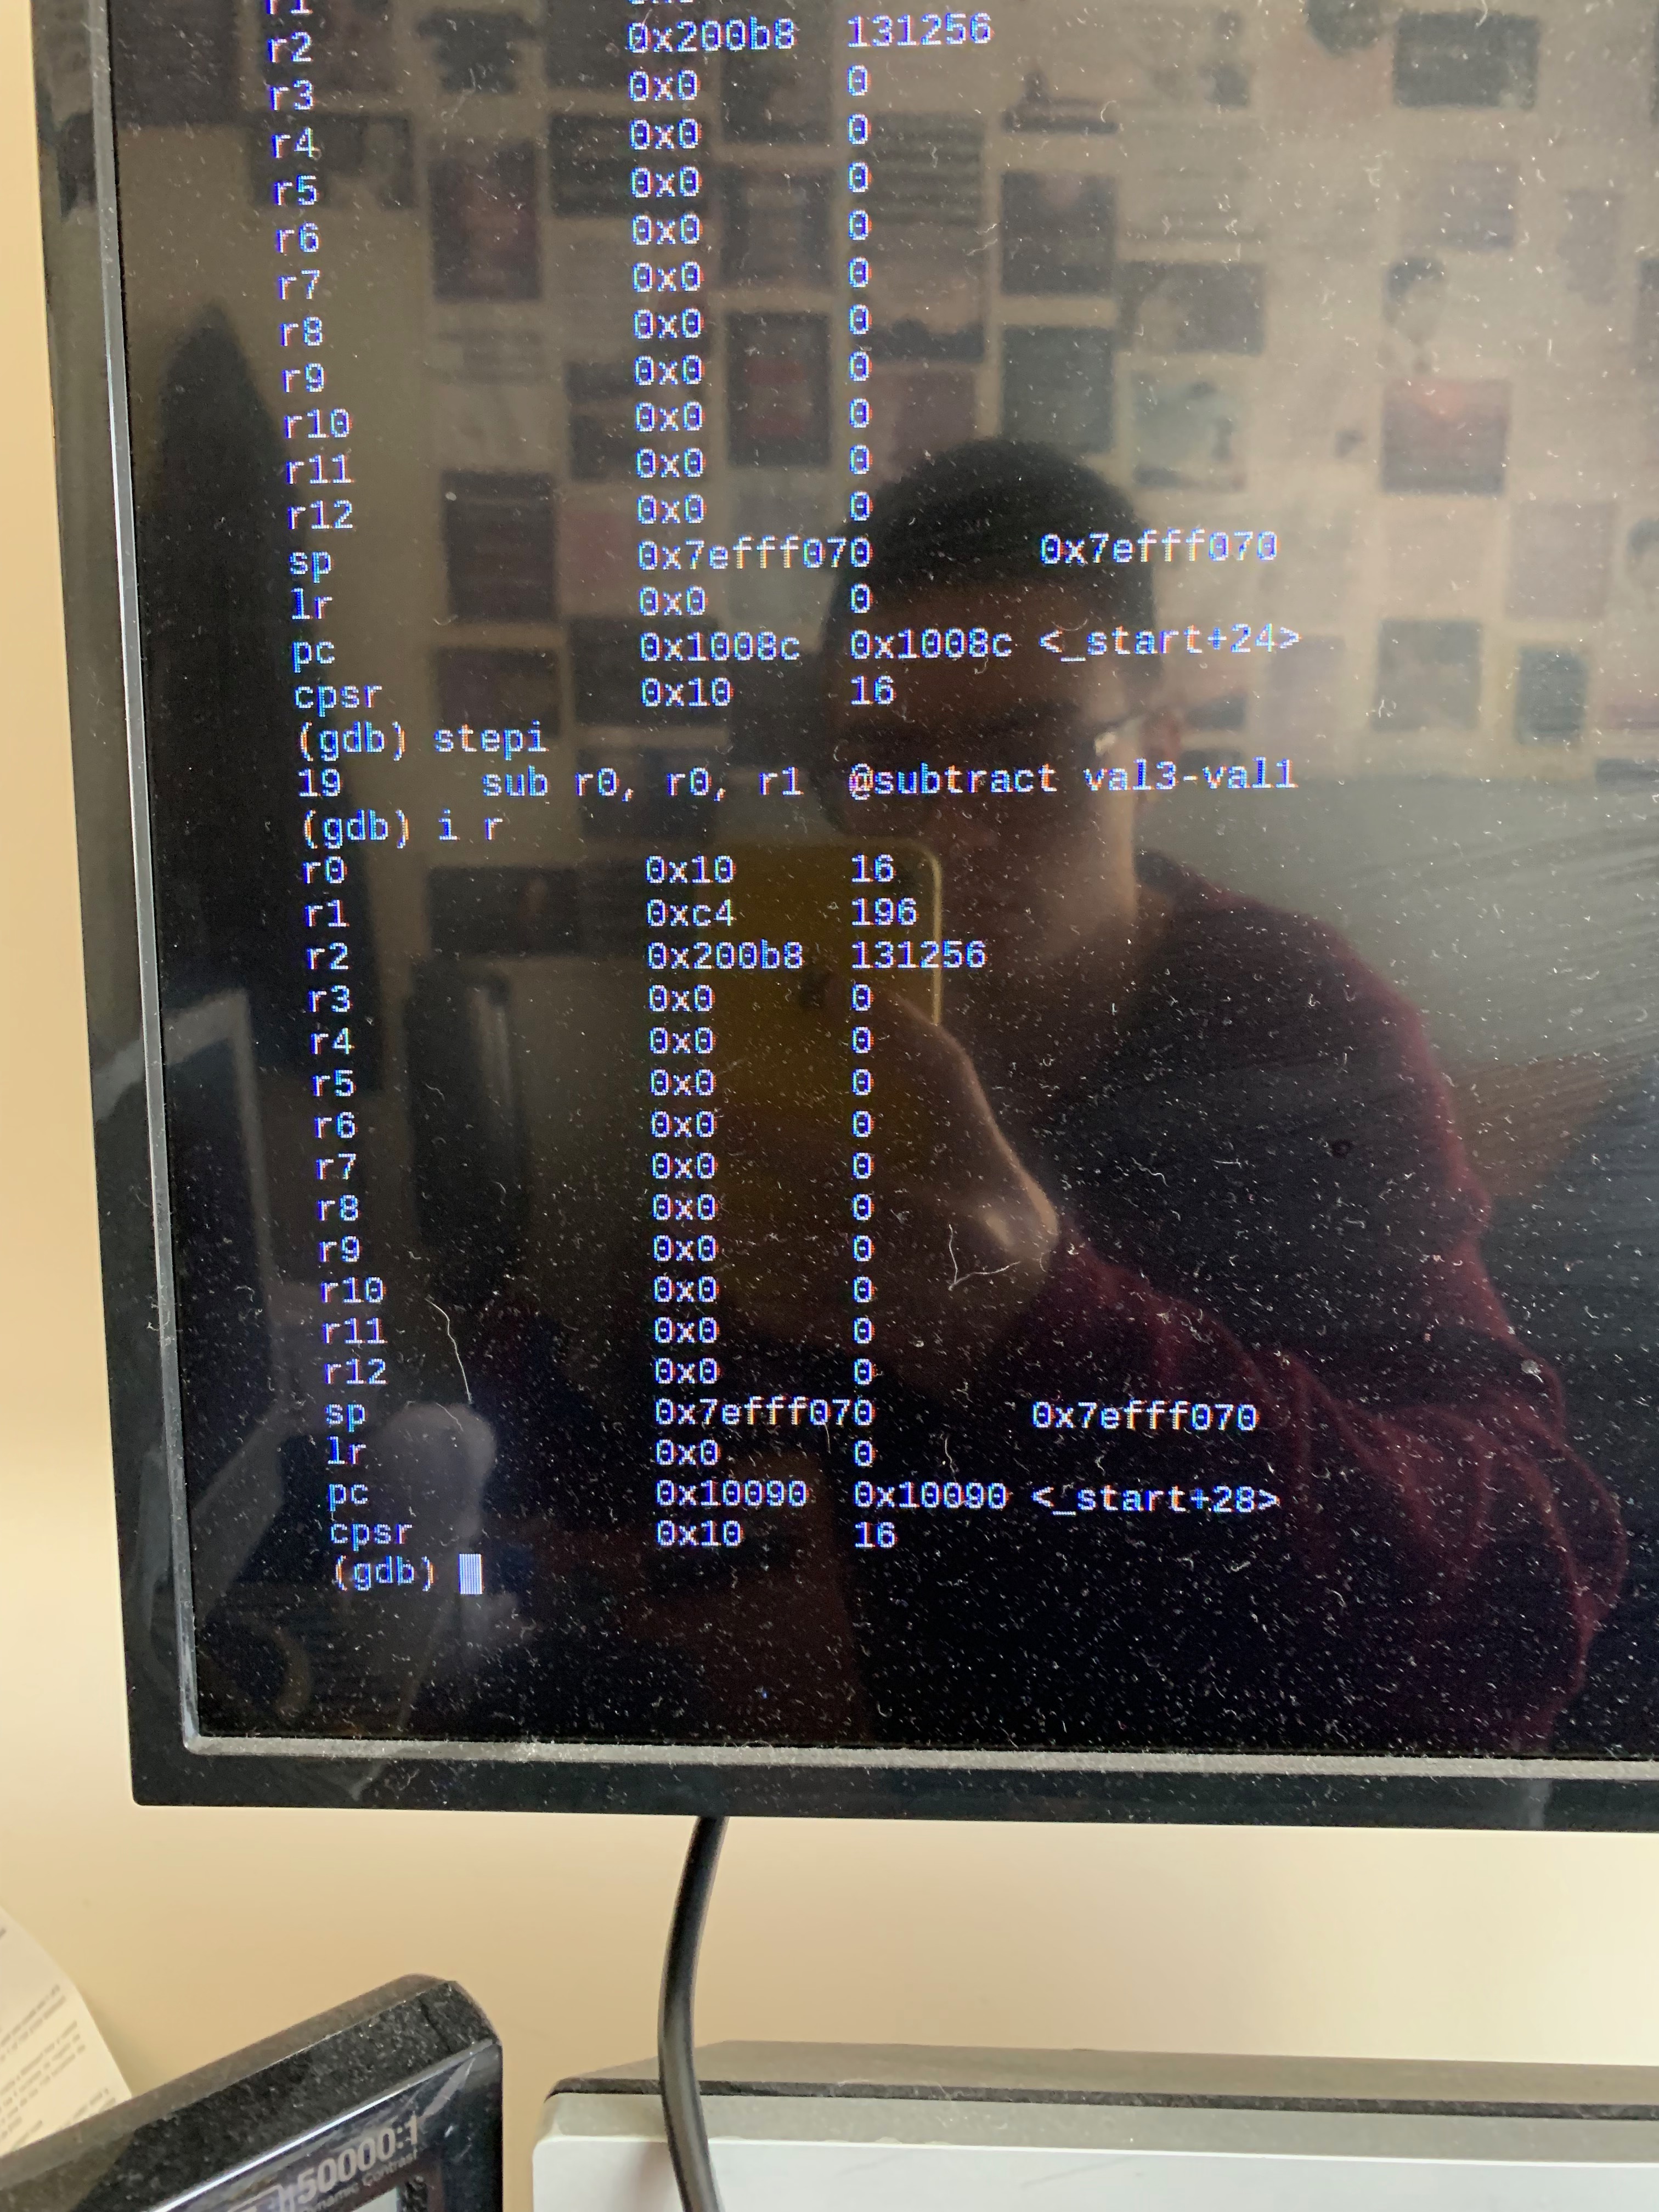 r1
r2 0x200b8 131256
r3 0x0 0
r4 0x0 0
r5 0x0 0
r6 0x0 0
r7 0x0 0
r8 0x0 0
r9 0x0 0
r10 0x0 0
r11 0x0 0
r12 0x0 0
sp 0x7efff070 0x7efff070
lr 0x0 0
pc 0x1008c 0x1008c <_start+24>
cpsr 0x10 16
(gdb) stepi
19 sub r0, r0, r1 @subtract val3-val1
(gdb) i r
r0 0x10 16
r1 0xc4 196
r2 0x200b8 131256
r3 0x0 0
r4 0x0 0
r5 0x0 0
r6 0x0 0
r7 0x0 0
r8 0x0 0
r9 0x0 0
r10 0x0 0
r11 0x0 0
r12 0x0 0
sp 0x7efff070 0x7efff070
lr 0x0 0
pc 0x10090 0x10090 <_start+28>
cpsr 0x10 16
(gdb)
50000:1
Dynamic Contrast